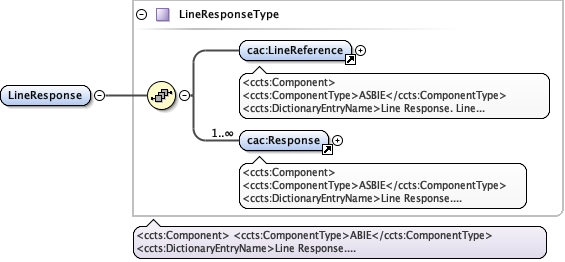 LineResponseType
cac:LineReference
<ccts:Component>
<ccts:ComponentType>ASBIE</ccts:ComponentType>
<ccts:DictionaryEntryName>Line Response. Line...
LineResponse
1..∞
cac:Response
<ccts:Component>
<ccts:ComponentType>ASBIE</ccts:ComponentType>
<ccts:DictionaryEntryName>Line Response....
<ccts:Component> <ccts:ComponentType>ABIE</ccts:ComponentType>
<ccts:DictionaryEntryName>Line Response....